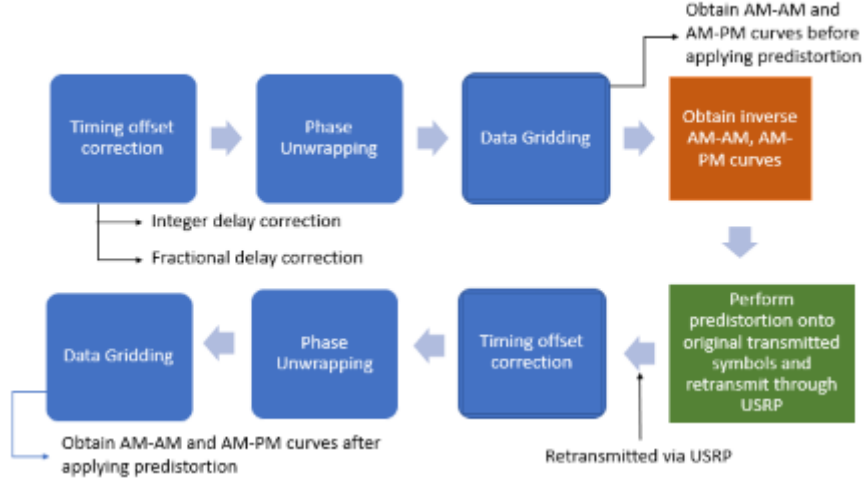 Obtain AM-AM and
AM-PM curves before
applying predistortion
Timing offset
correction
Phase
Unwrapping
Data Gridding
Obtain inverse
AM-AM, AM-
PM curves
Integer delay correction
Fractional delay correction
Perform
predistortion onto
original transmitted
symbols and
retransmit through
USRP
Timing offset
correction
Phase
Unwrapping
Data Gridding
Retransmitted via USRP
Obtain AM-AM and AM-PM curves after
applying predistortion